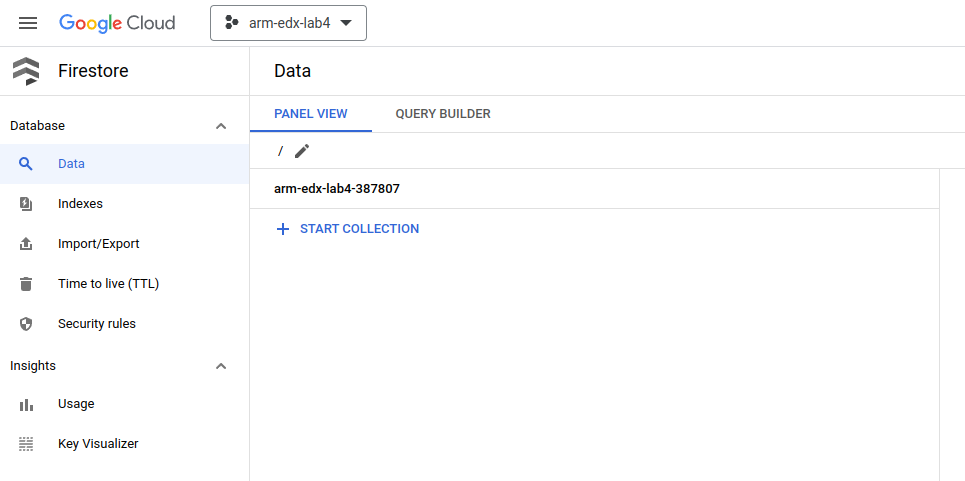 Google Cloud
arm-edx-lab4
Firestore
Data
Database
Data
Indexes
Import/Export
Time to live (TTL)
Security rules
Insights
Usage
Key Visualizer
PANEL VIEW
QUERY BUILDER
/
arm-edx-lab4-387807
START COLLECTION